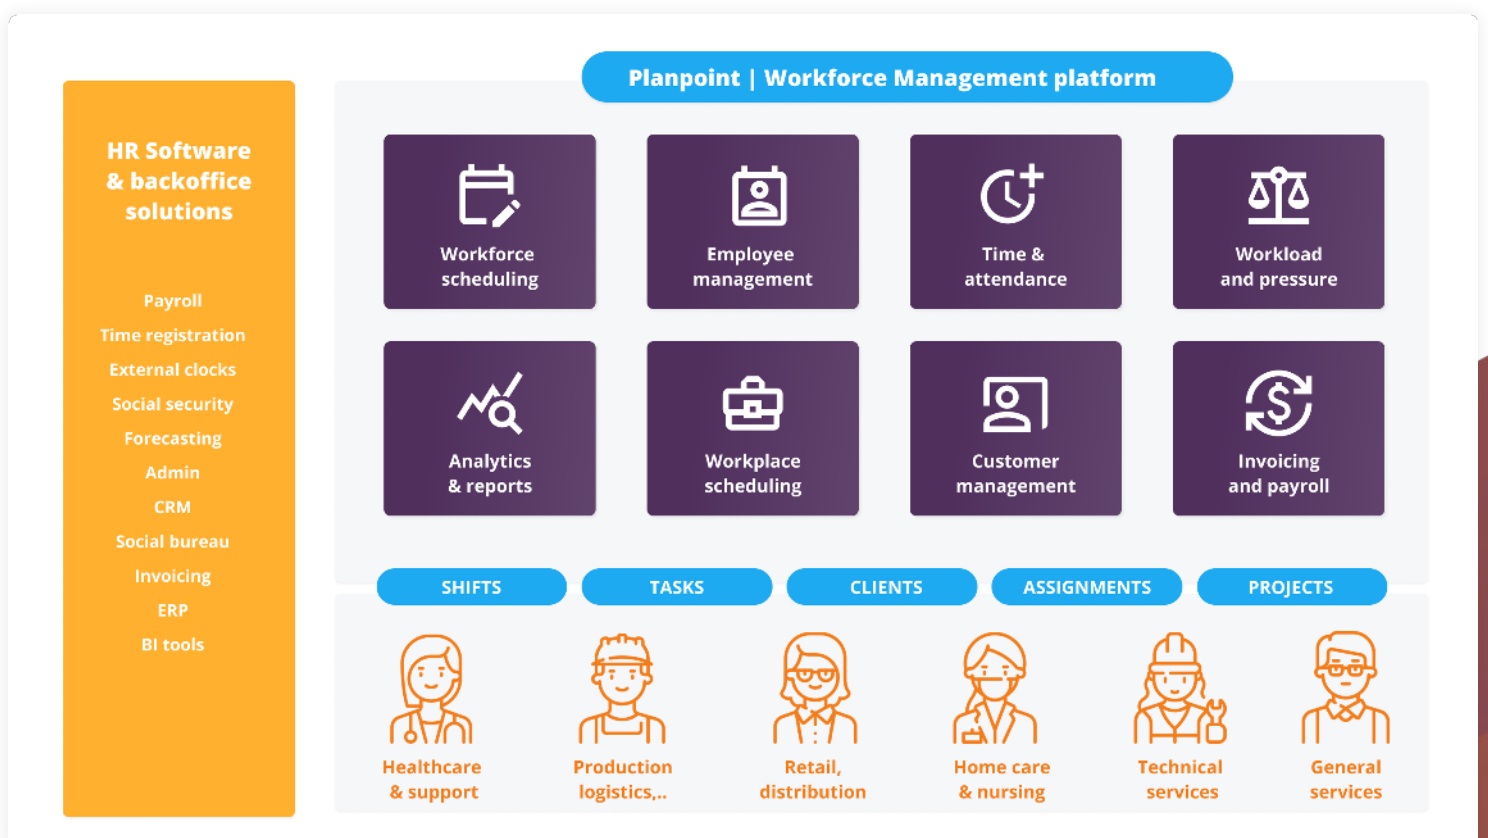 Planpoint | Workforce Management platform
HR Software
& backoffice
solutions
Payroll
Time registration
External clocks
Social security
Forecasting
Admin
CRM
Social bureau
Invoicing
ERP
BI tools
Workforce
scheduling
Employee
management
Time &
attendance
Workload
and pressure
Analytics
& reports
Workplace
scheduling
Customer
management
Invoicing
and payroll
SHIFTS
TASKS
CLIENTS
ASSIGNMENTS
PROJECTS
Healthcare
& support
Production
logistics,..
Retail,
distribution
Home care
& nursing
Technical
services
General
services